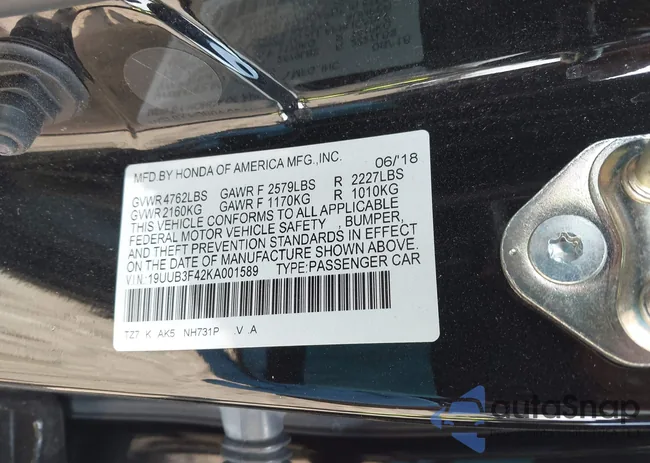 MFD.BY HONDA OF AMERICA MFG.,INC. 06/'18
GVWR 4762LBS GAWR F 2579LBS R 2227LBS
GVWR 2160KG GAWR F 1170KG R 1010KG
THIS VEHICLE CONFORMS TO ALL APPLICABLE
FEDERAL MOTOR VEHICLE SAFETY , BUMPER,
AND THEFT PREVENTION STANDARDS IN EFFECT
ON THE DATE OF MANUFACTURE SHOWN ABOVE.
V.I.N: 19UUB3F42KA001589 TYPE:PASSENGER CAR
TZ7 K AK5 NH731P .V .A
autoSnap